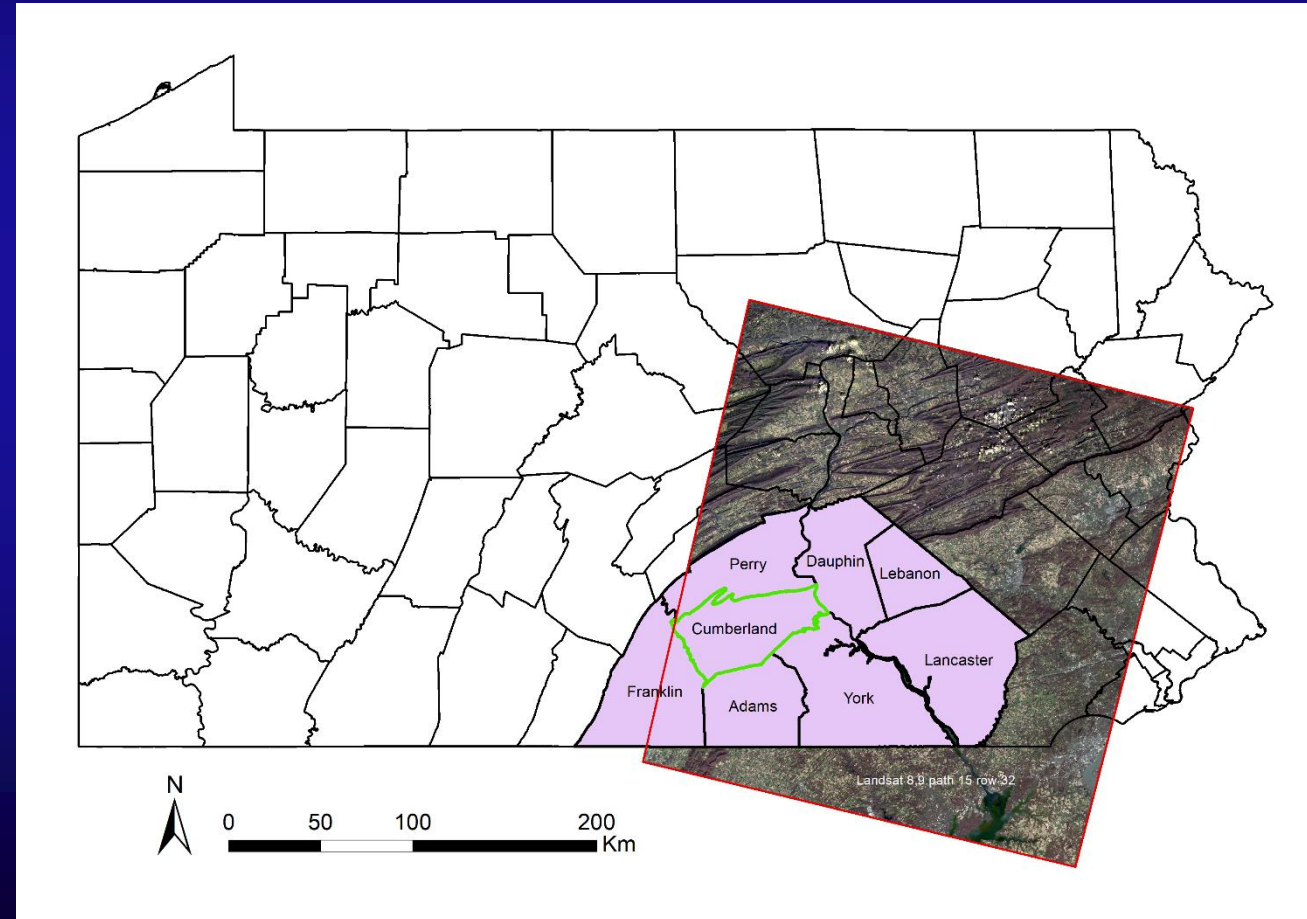 Perry
Dauphin
Lebanon
Cumberland
Lancaster
Franklin
Adams
York
Landsat 8,9 path 15 row 32
N
0 50 100 200
Km